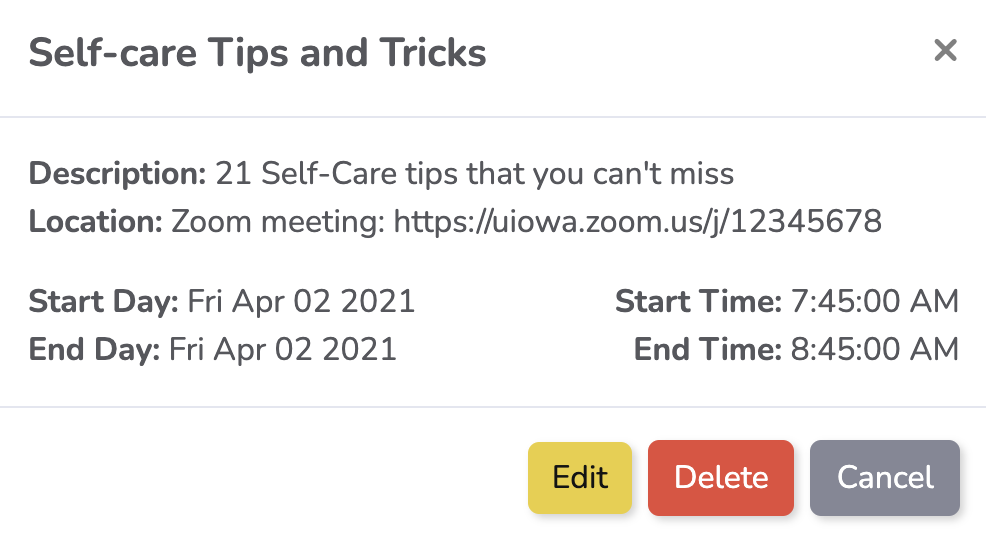 Self-care Tips and Tricks
Description: 21 Self-Care tips that you can't miss
Location: Zoom meeting: https://uiowa.zoom.us/j/12345678
Start Day: Fri Apr 02 2021 Start Time: 7:45:00 AM
End Day: Fri Apr 02 2021 End Time: 8:45:00 AM
Edit Delete Cancel